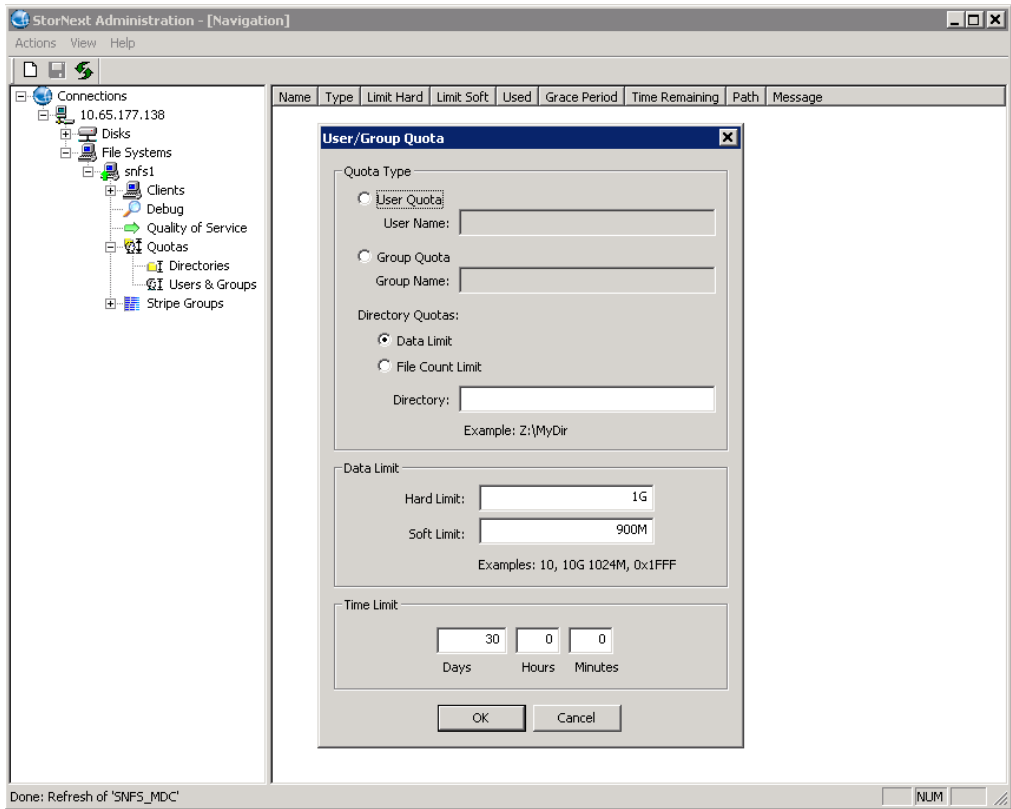 StorNext Administration - [Navigation]
Actions View Help
Connections
10.65.177.138
Disks
File Systems
snfs1
Clients
Debug
Quality of Service
Quotas
Directories
Users & Groups
Stripe Groups
Name Type Limit Hard Limit Soft Used Grace Period Time Remaining Path Message
User/Group Quota
Quota Type
User Quota
User Name:
Group Quota
Group Name:
Directory Quotas:
Data Limit
File Count Limit
Directory:
Example: Z:\MyDir
Data Limit
Hard Limit: 1G
Soft Limit: 900M
Examples: 10, 10G 1024M, 0x1FFF
Time Limit
30 0 0
Days Hours Minutes
OK Cancel
Done: Refresh of 'SNFS_MDC'
NUM